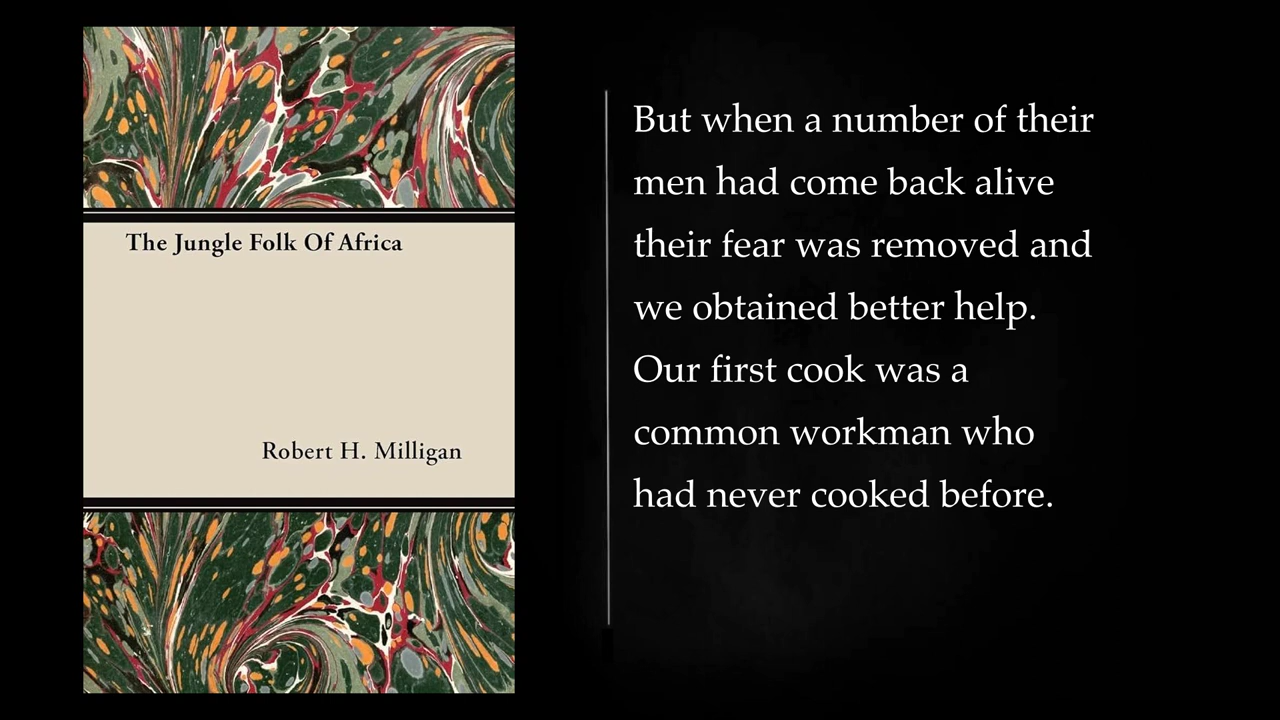 The Jungle Folk Of Africa
Robert H. Milligan
But when a number of their
men had come back alive
their fear was removed and
we obtained better help.
Our first cook was a
common workman who
had never cooked before.